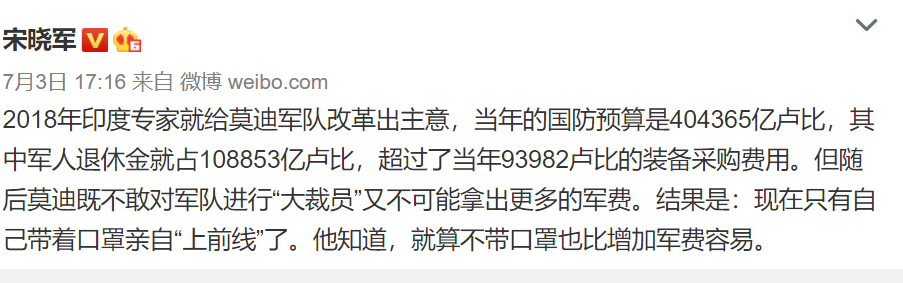 宋晓军
7月3日 17:16 来自 微博 weibo.com
2018年印度专家就给莫迪军队改革出主意，当年的国防预算是404365亿卢比，其
中军人退休金就占108853亿卢比，超过了当年93982卢比的装备采购费用。但随
后莫迪既不敢对军队进行“大裁员”又不可能拿出更多的军费。结果是：现在只有自
己带着口罩亲自“上前线”了。他知道，就算不带口罩也比增加军费容易。